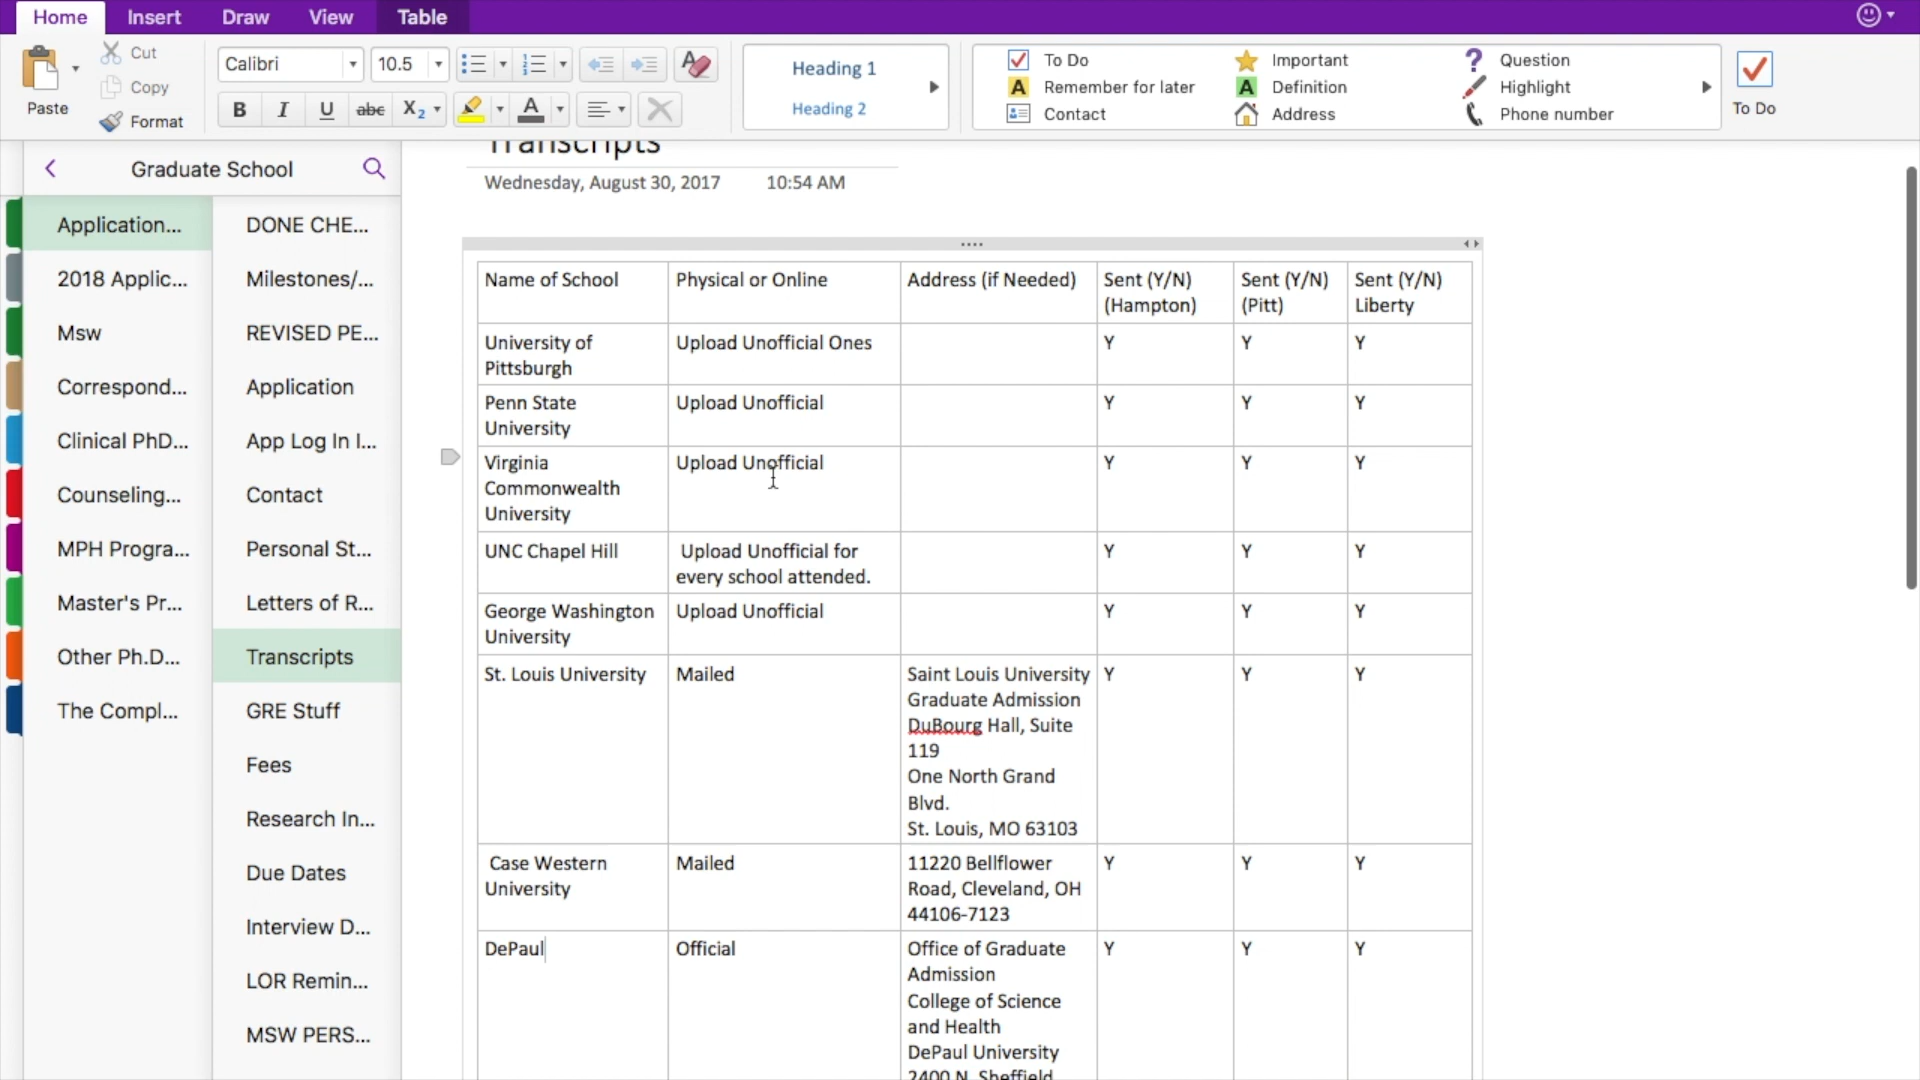 Home Insert Draw View Table
Paste
Cut
Copy
Format
Calibri 10.5
B I U abc X2 A
Heading 1
Heading 2
To Do Important Question
A Remember for later A Definition Highlight
Contact Address Phone number
To Do
Graduate School
Application...
2018 Applic...
Msw
Correspond...
Clinical PhD...
Counseling...
MPH Progra...
Master's Pr...
Other Ph.D...
The Compl...
DONE CHE...
Milestones/...
REVISED PE...
Application
App Log In I...
Contact
Personal St...
Letters of R...
Transcripts
GRE Stuff
Fees
Research In...
Due Dates
Interview D...
LOR Remin...
MSW PERS...
Transcripts
Wednesday, August 30, 2017 10:54 AM
Name of School Physical or Online Address (if Needed) Sent (Y/N) Sent (Y/N) Sent (Y/N)
(Hampton) (Pitt) Liberty
University of Upload Unofficial Ones Y Y Y
Pittsburgh
Penn State Upload Unofficial Y Y Y
University
Virginia Upload Unofficial Y Y Y
Commonwealth
University
UNC Chapel Hill Upload Unofficial for Y Y Y
every school attended.
George Washington Upload Unofficial Y Y Y
University
St. Louis University Mailed Saint Louis University Y Y Y
Graduate Admission
DuBourg Hall, Suite
119
One North Grand
Blvd.
St. Louis, MO 63103
Case Western Mailed 11220 Bellflower Y Y Y
University Road, Cleveland, OH
44106-7123
DePaul Official Office of Graduate Y Y Y
Admission
College of Science
and Health
DePaul University
2400 N. Sheffield